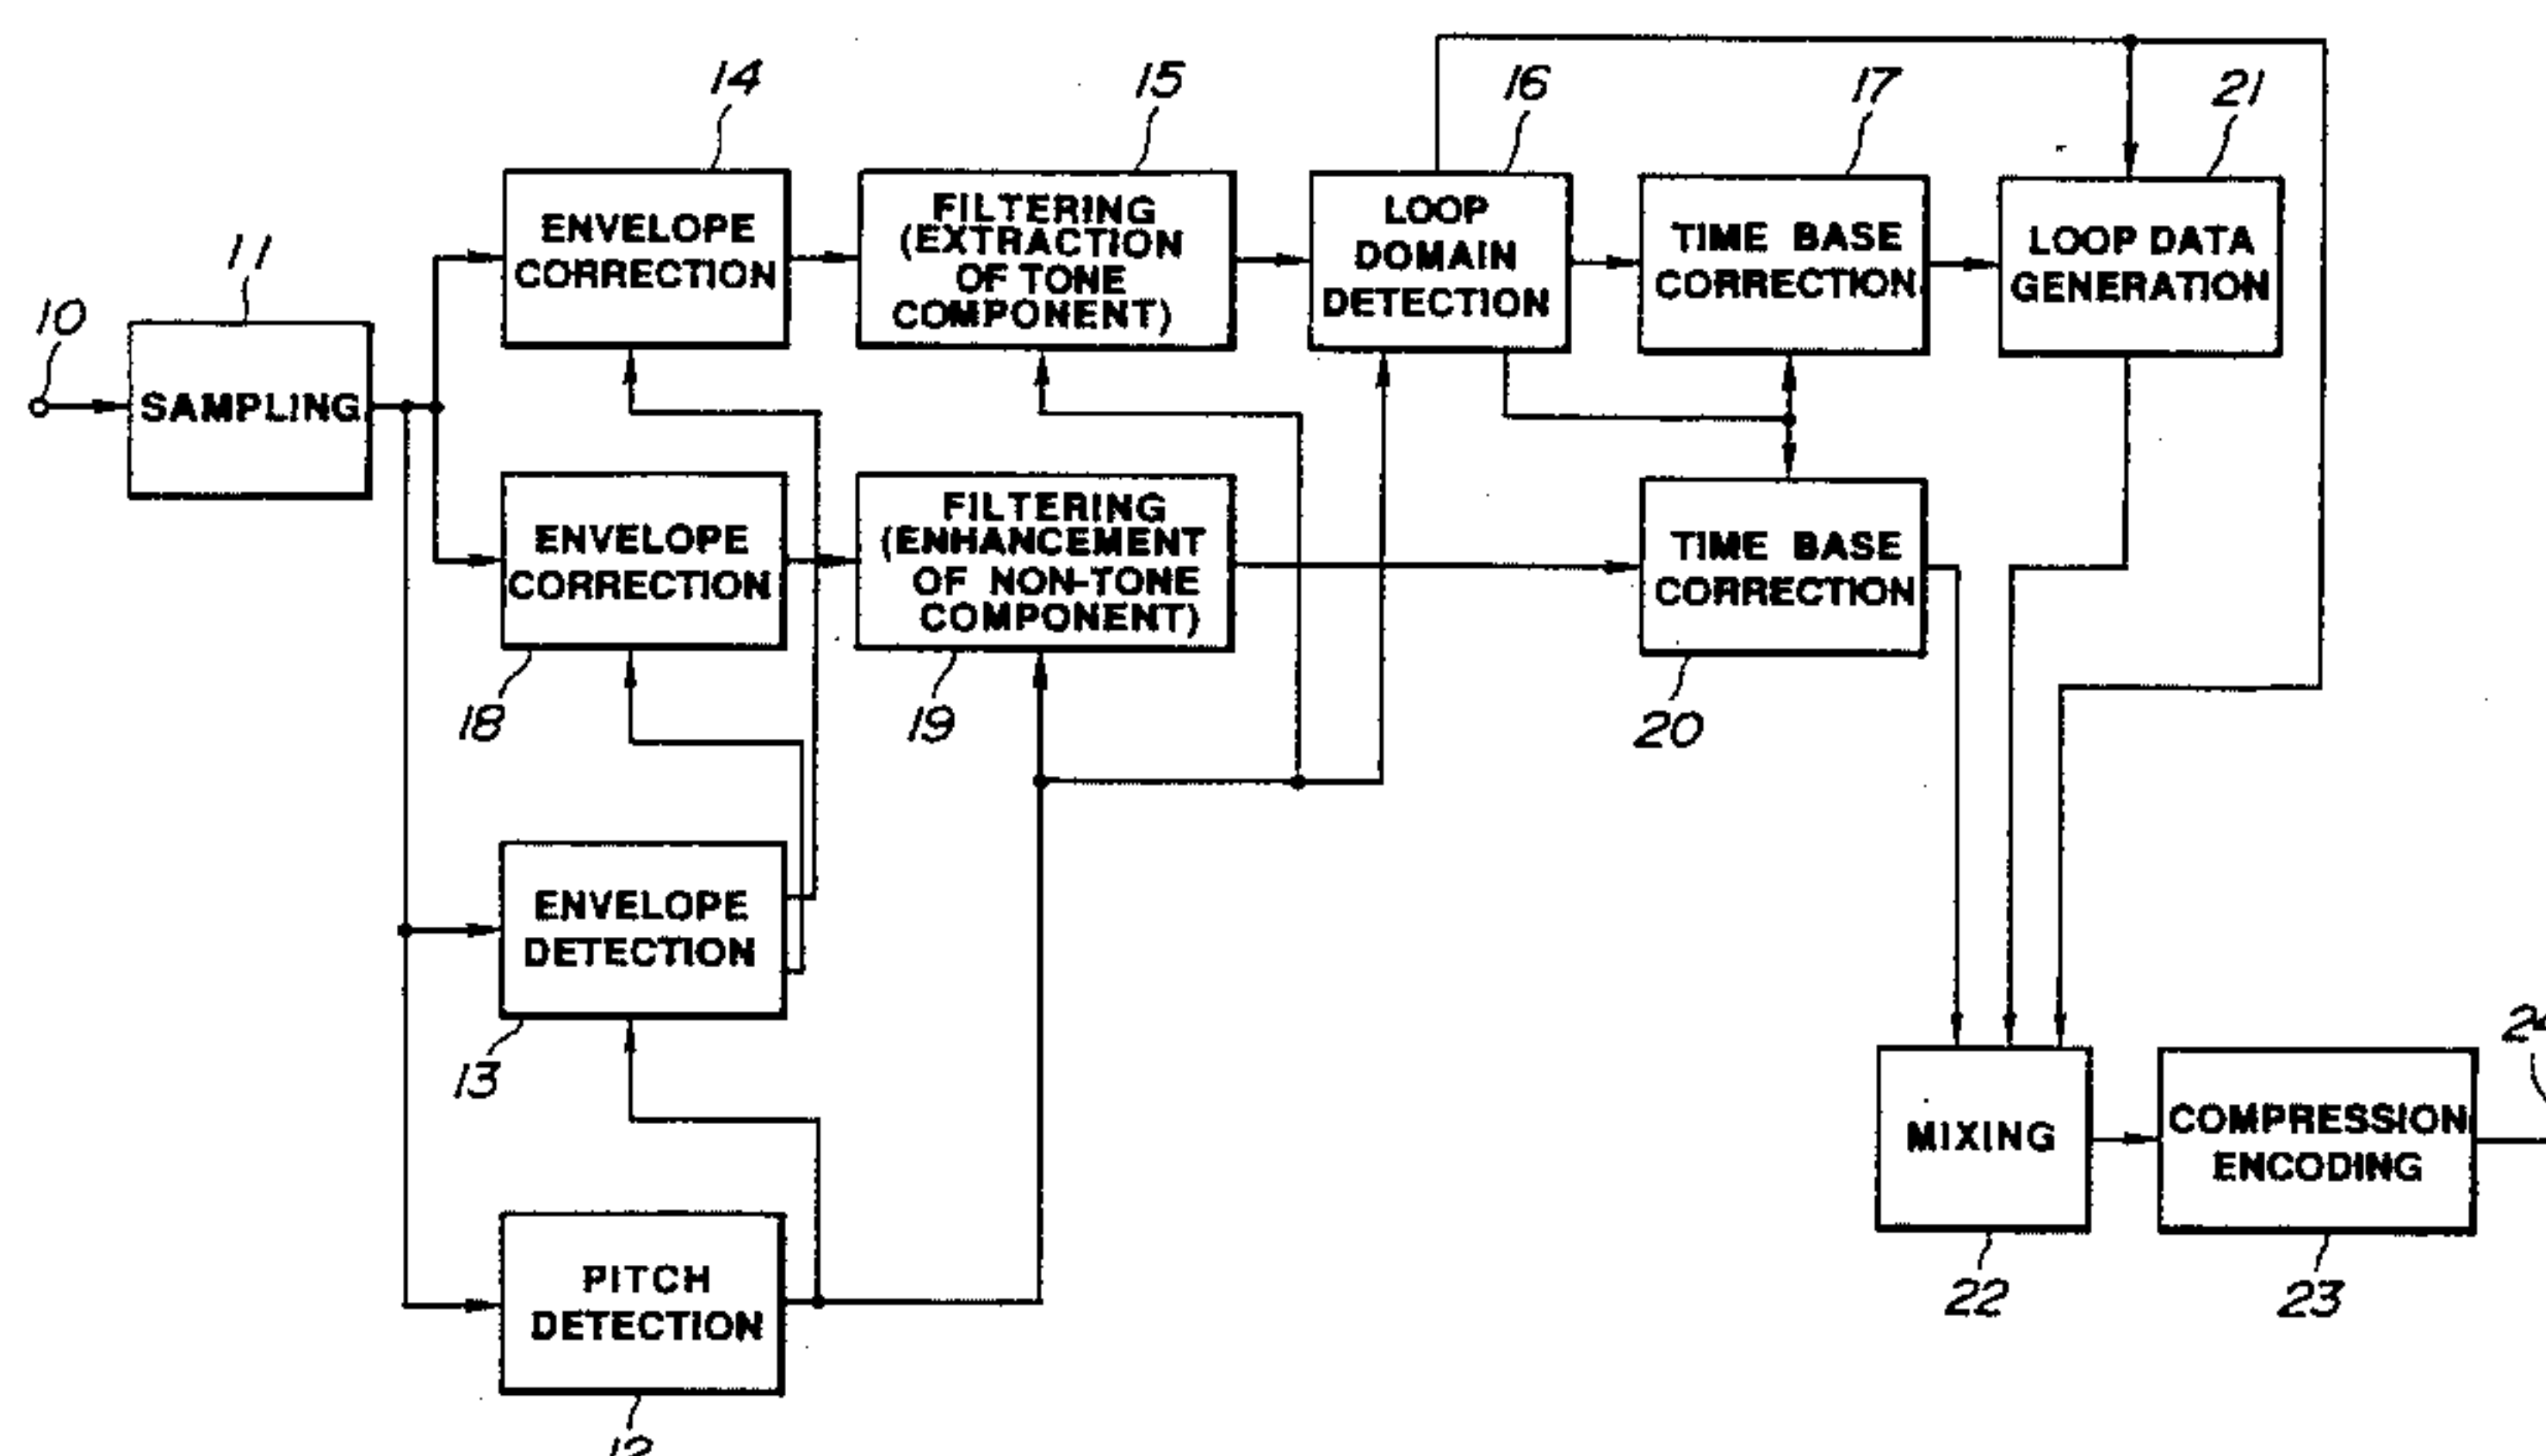 14
15
16
17
21
11
10
ENVELOPE
CORRECTION
FILTERING
(EXTRACTION
OF TONE
COMPONENT)
LOOP
DOMAIN
DETECTION
TIME BASE
CORRECTION
LOOP DATA
GENERATION
SAMPLING
ENVELOPE
CORRECTION
FILTERING
(ENHANCEMENT
OF NON-TONE
COMPONENT)
TIME BASE
CORRECTION
18
19
20
ENVELOPE
DETECTION
13
MIXING
COMPRESSION
ENCODING
22
23
PITCH
DETECTION
12